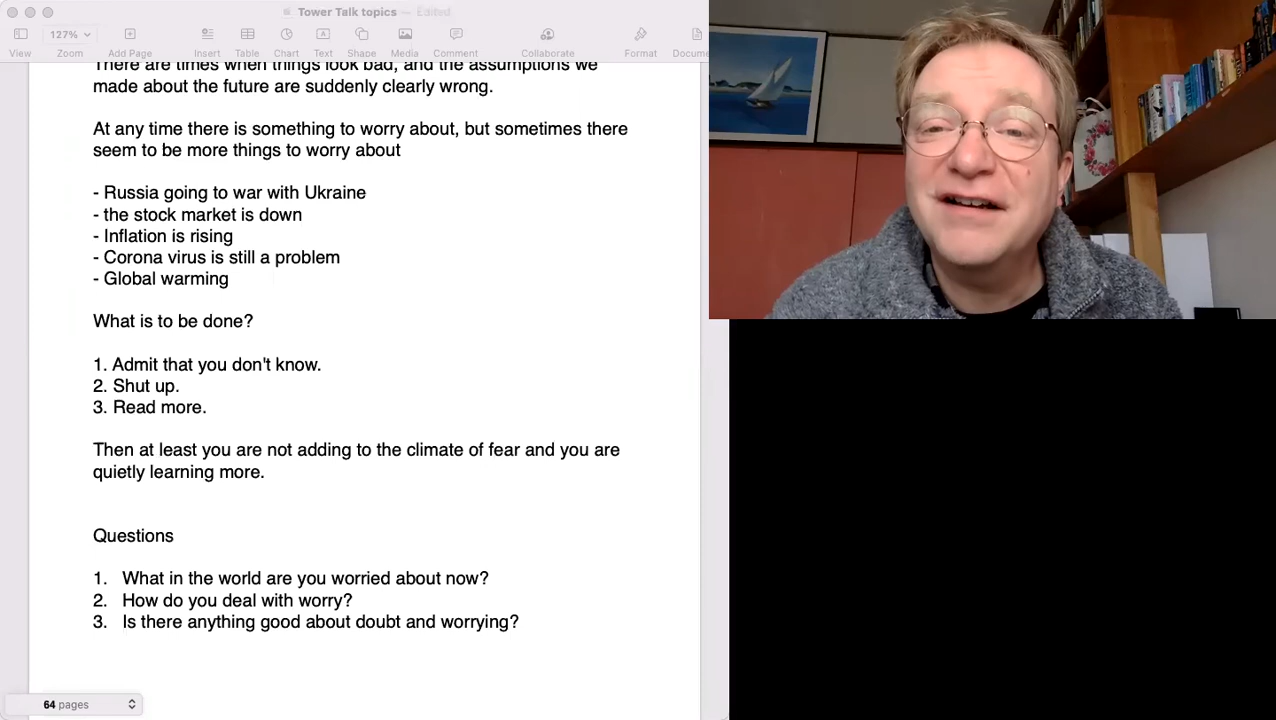 Tower Talk topics — Edited
127%
View
Zoom
Add Page
Insert
Table
Chart
Text
Shape
Media
Comment
Collaborate
Format
Docume
There are times when things look bad, and the assumptions we
made about the future are suddenly clearly wrong.
At any time there is something to worry about, but sometimes there
seem to be more things to worry about
- Russia going to war with Ukraine
- the stock market is down
- Inflation is rising
- Corona virus is still a problem
- Global warming
What is to be done?
1. Admit that you don't know.
2. Shut up.
3. Read more.
Then at least you are not adding to the climate of fear and you are
quietly learning more.
Questions
1. What in the world are you worried about now?
2. How do you deal with worry?
3. Is there anything good about doubt and worrying?
64 pages